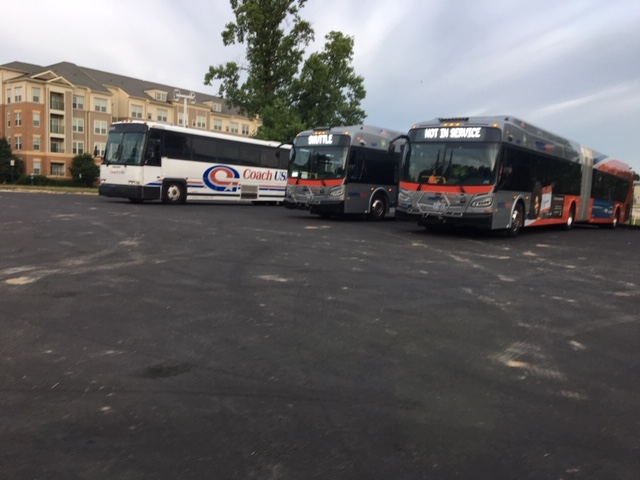 Coach US
SHUTTLE
NOT IN SERVICE